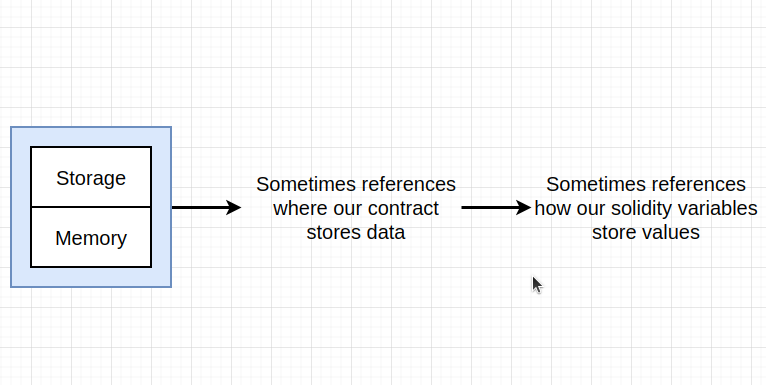 Storage
Memory
Sometimes references
where our contract
stores data
Sometimes references
how our solidity variables
store values